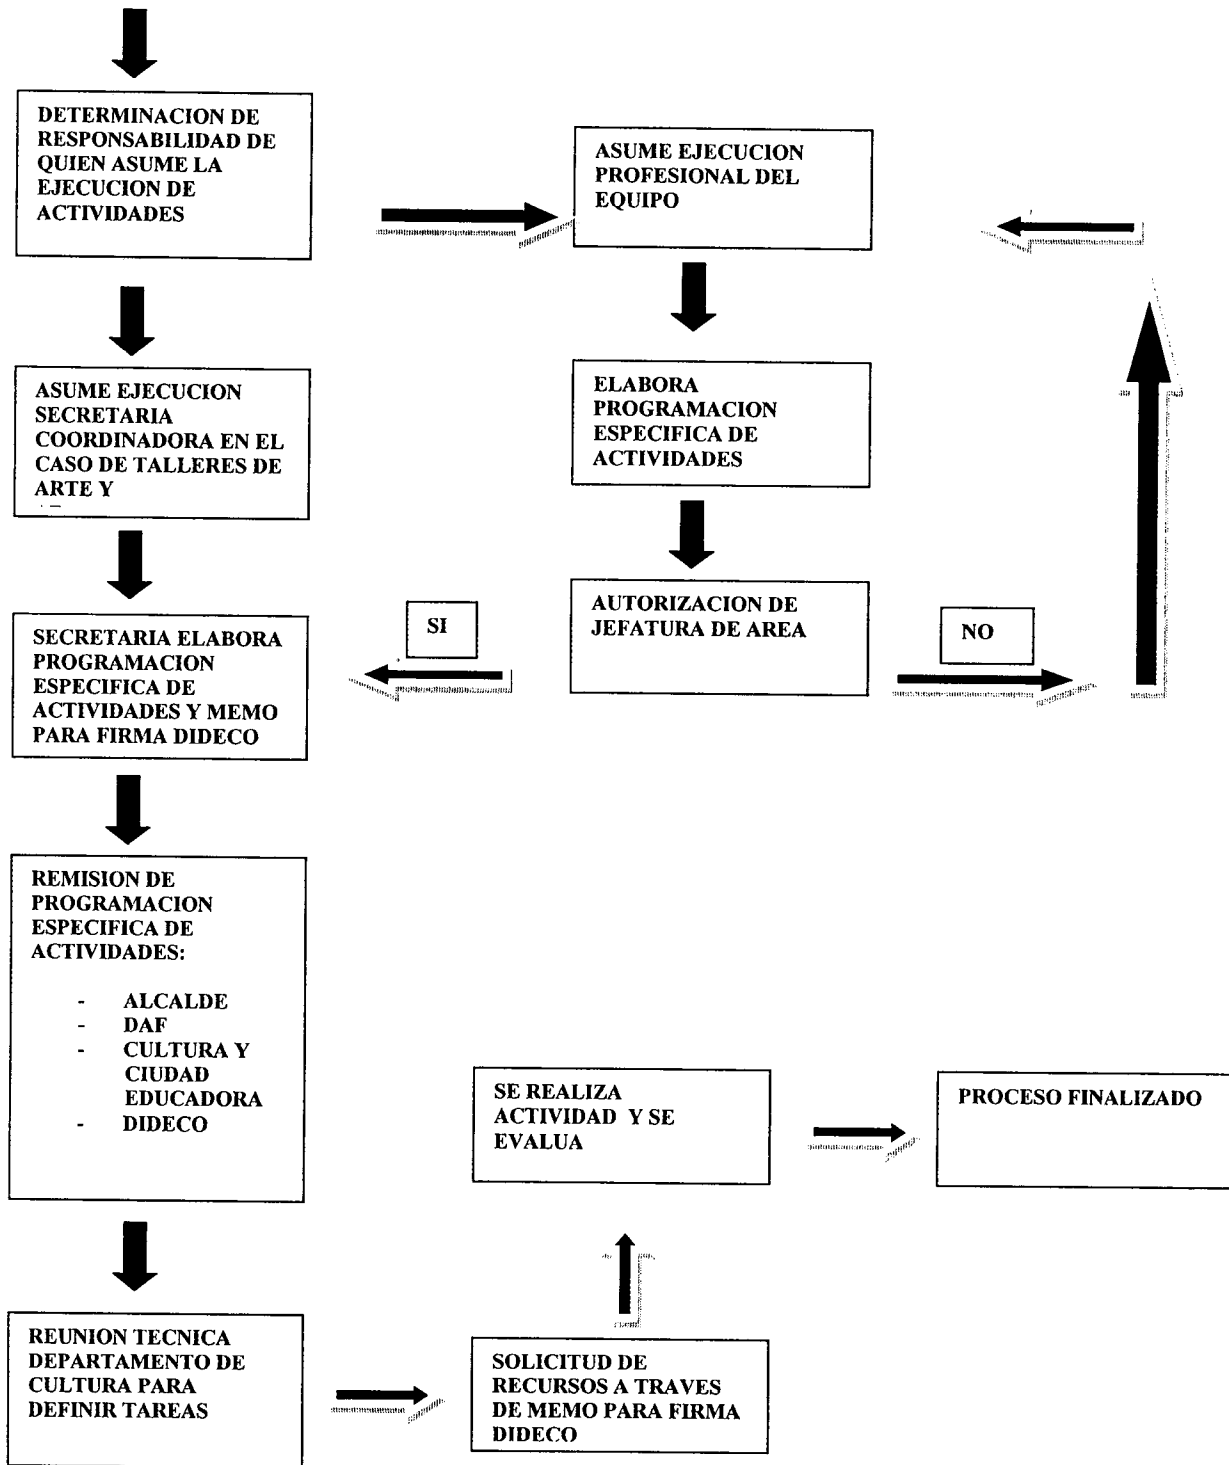 DETERMINACION DE
RESPONSABILIDAD DE
QUIEN ASUME LA
EJECUCION DE
ACTIVIDADES
ASUME EJECUCION
PROFESIONAL DEL
EQUIPO
ASUME EJECUCION
SECRETARIA
COORDINADORA EN EL
CASO DE TALLERES DE
ARTE Y
ELABORA
PROGRAMACION
ESPECIFICA DE
ACTIVIDADES
SECRETARIA ELABORA
PROGRAMACION
ESPECIFICA DE
ACTIVIDADES Y MEMO
PARA FIRMA DIDECO
SI
AUTORIZACION DE
JEFATURA DE AREA
NO
REMISION DE
PROGRAMACION
ESPECIFICA DE
ACTIVIDADES:
- ALCALDE
- DAF
- CULTURA Y
CIUDAD
EDUCADORA
- DIDECO
SE REALIZA
ACTIVIDAD Y SE
EVALUA
PROCESO FINALIZADO
REUNION TECNICA
DEPARTAMENTO DE
CULTURA PARA
DEFINIR TAREAS
SOLICITUD DE
RECURSOS A TRAVES
DE MEMO PARA FIRMA
DIDECO